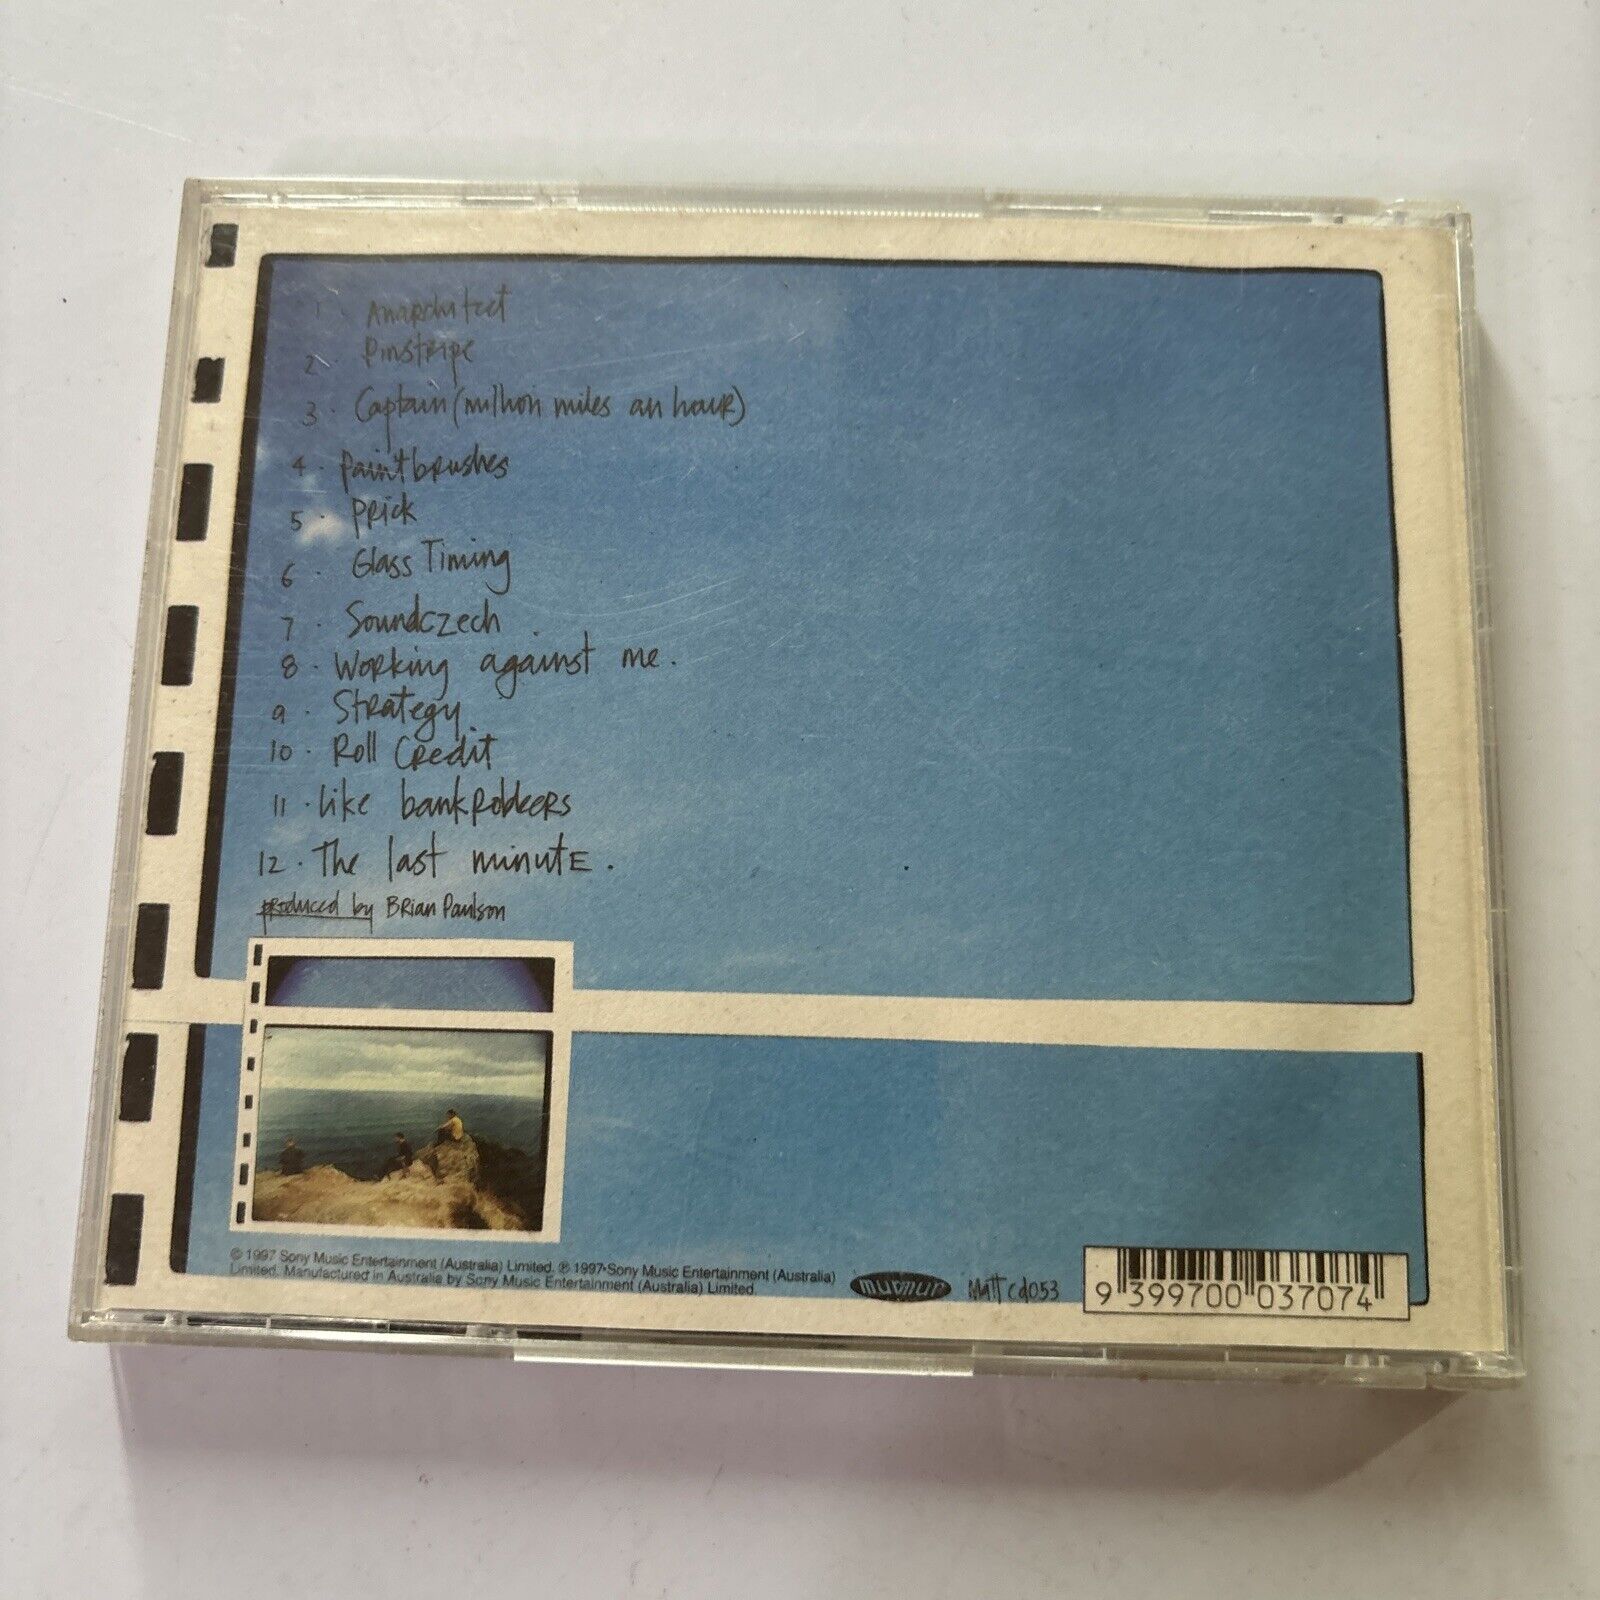 1 · Anarchitect
2 · Pinstripe
3 · Captain (million miles an hour)
4 · Paintbrushes
5 · Prick
6 · Glass Timing
7 · Soundczech
8 · Working against me.
9 · Strategy
10 · Roll Credit
11 · Like bankrobbers
12 · The last minute.
produced by Brian Paulson
© 1997 Sony Music Entertainment (Australia) Limited. ℗ 1997 Sony Music Entertainment (Australia)
Limited. Manufactured in Australia by Sony Music Entertainment (Australia) Limited.
murmur
Matt cd053
9 399700 037074